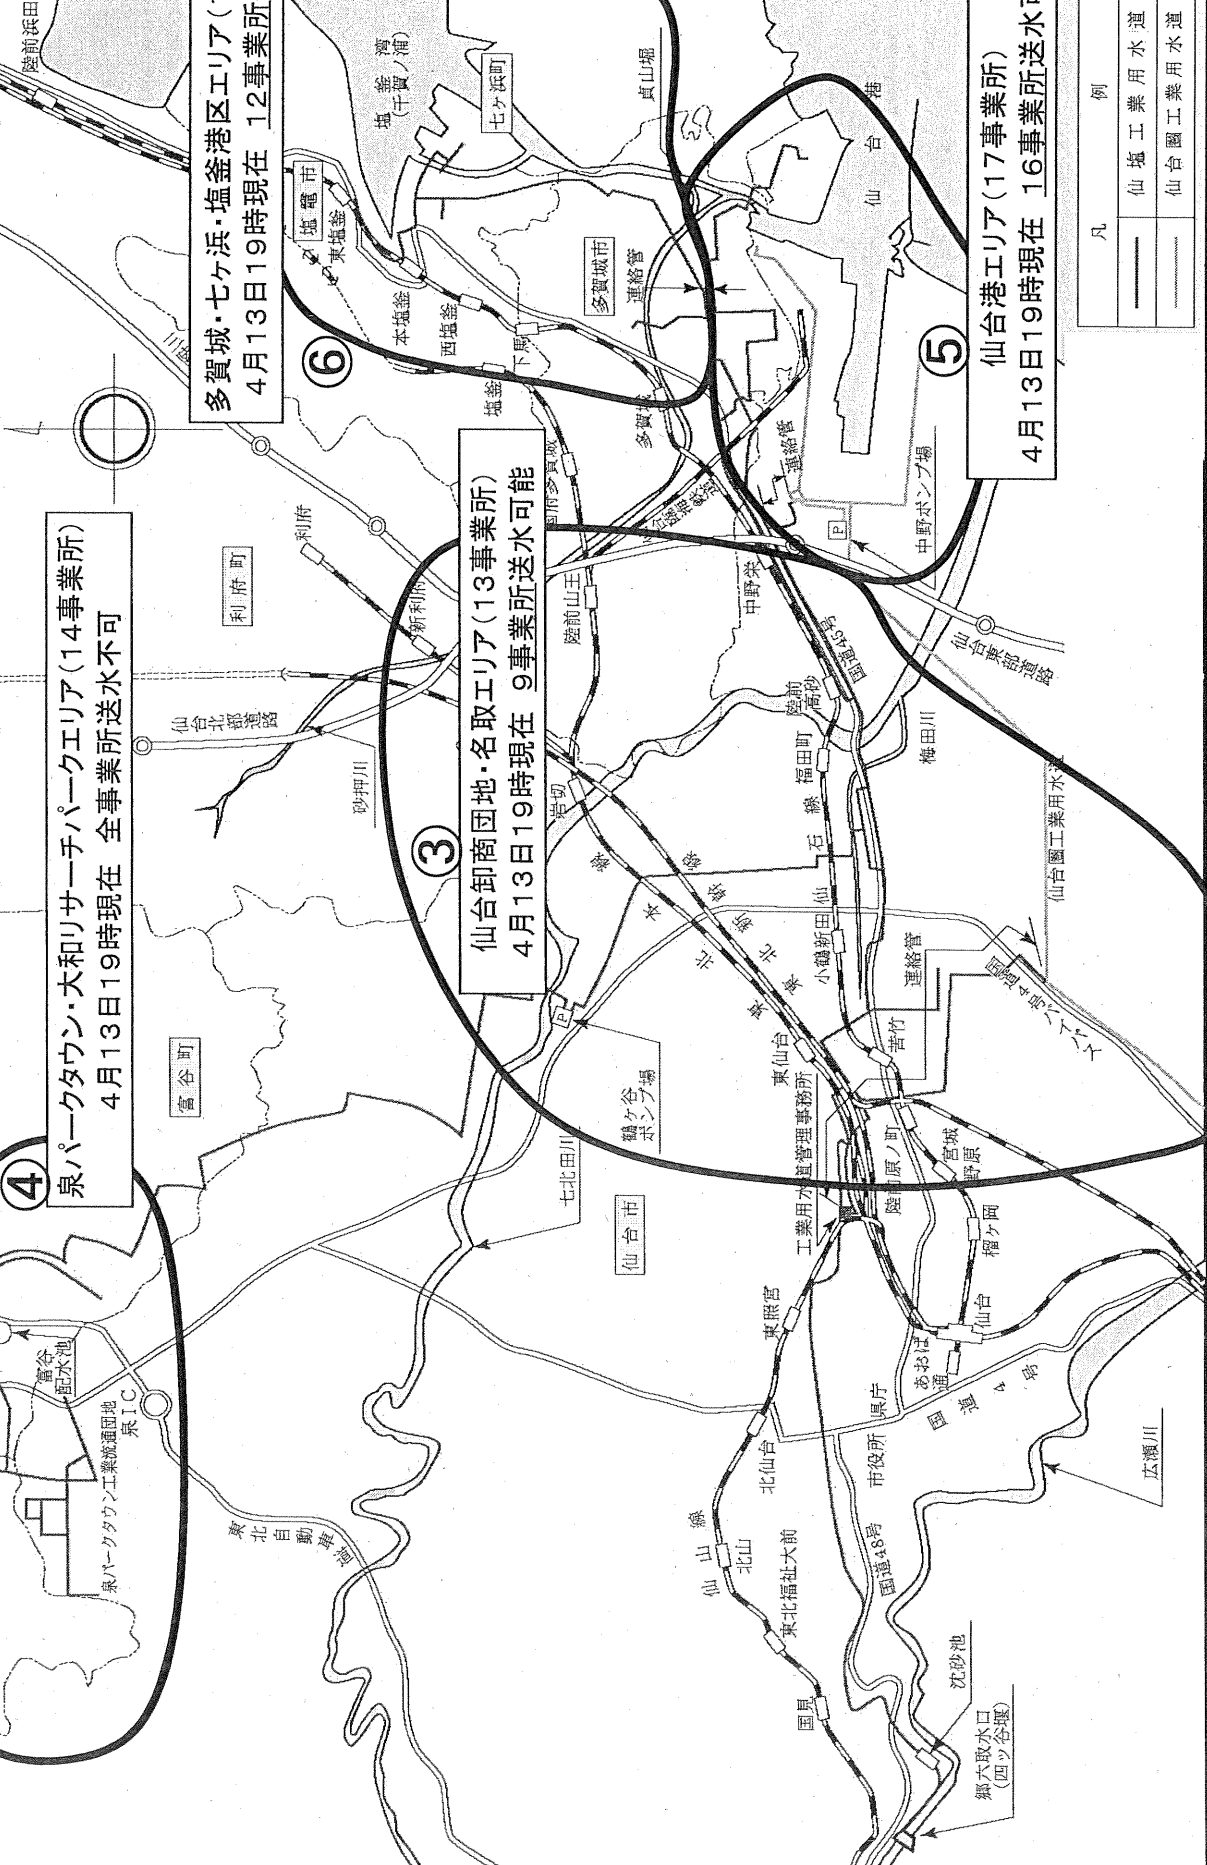 ④
泉パークタウン・大和リサーチパークエリア(14事業所)
4月13日19時現在 全事業所送水不可
⑥
多賀城・七ヶ浜・塩釜港区エリア(
4月13日19時現在 12事業所
③
仙台卸商団地・名取エリア(13事業所)
4月13日19時現在 9事業所送水可能
⑤
仙台港エリア(17事業所)
4月13日19時現在 16事業所送水可
凡 例
仙塩工業用水道
仙台圏工業用水道
富谷
配水池
泉パークタウン工業流通団地
泉IC
東北自動車道
富谷町
利府町
利府
新利府
仙台北部道路
砂押川
陸前浜田
塩竈市
東塩釜
本塩釜
西塩釜
下馬
塩釜
塩釜湾
(千賀ノ浦)
七ヶ浜町
貞山堀
多賀城市
連絡管
多賀城
国府多賀城
陸前山王
岩切
仙台港
連絡管
P
中野ポンプ場
中野栄
国道45号
陸前
高砂
福田町
梅田川
仙台東部道路
仙石線
小鶴新田
連絡管
仙台圏工業用水道
国道4号バイパス
東北本線
東北新幹線
東仙台
苦竹
工業用水道管理事務所
陸前原ノ町
宮城
野原
榴ヶ岡
仙台
あおば
通
P
鶴ヶ谷
ポンプ場
七北田川
仙台市
東照宮
北仙台
県庁
市役所
国道4号
広瀬川
仙山線
北山
東北福祉大前
国道48号
国見
沈砂池
郷六取水口
(四ッ谷堰)